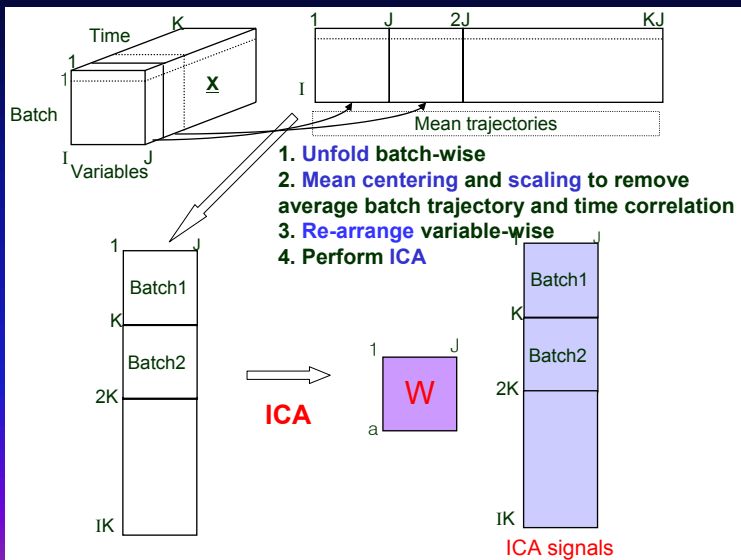 K
Time
1
1
X
Batch
I
J
Variables
1
J
2J
KJ
I
Mean trajectories
1. Unfold batch-wise
2. Mean centering and scaling to remove
average batch trajectory and time correlation
3. Re-arrange variable-wise
4. Perform ICA
1
J
Batch1
K
Batch2
2K
IK
ICA
1
J
W
a
1
J
Batch1
K
Batch2
2K
IK
ICA signals